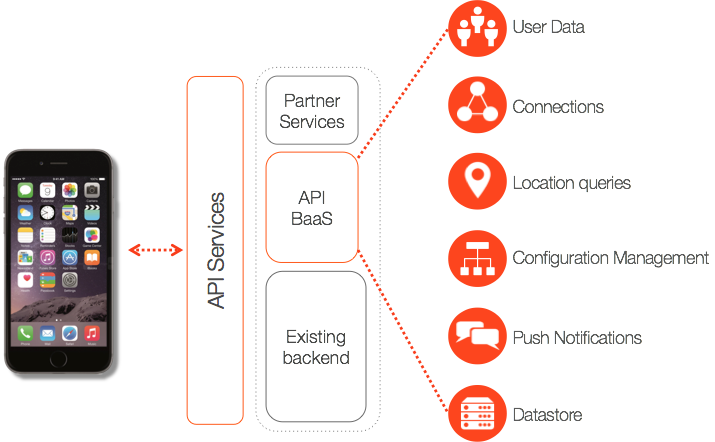 API Services
Partner
Services
API
BaaS
Existing
backend
User Data
Connections
Location queries
Configuration Management
Push Notifications
Datastore